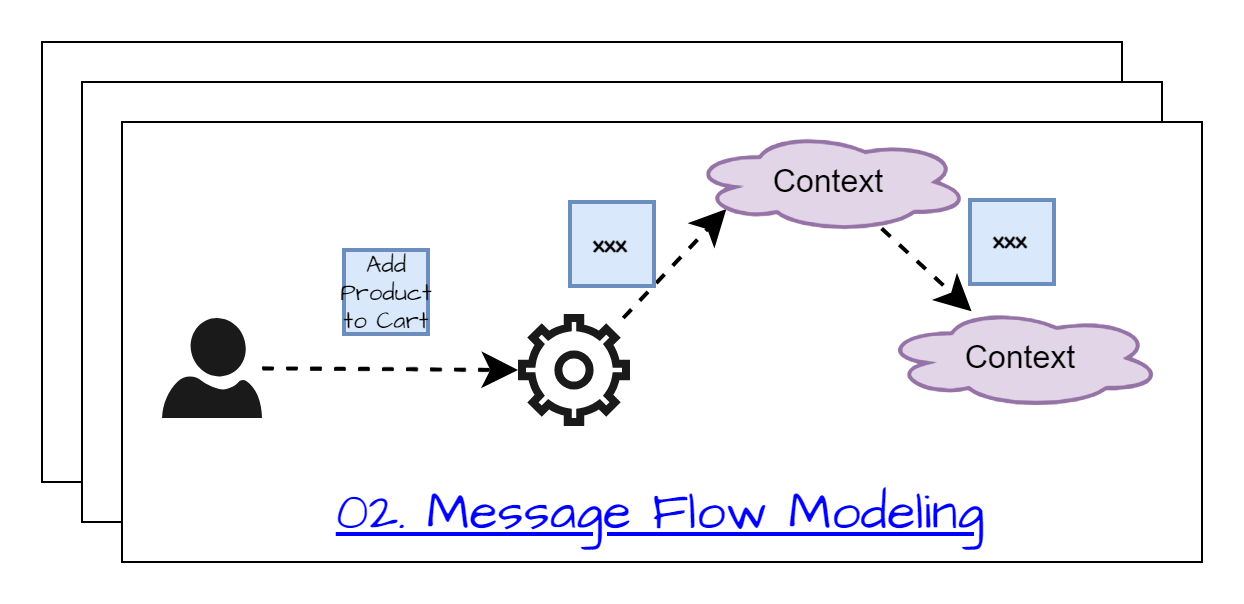 Context
xxx
xxx
Add
Product
to Cart
Context
02. Message Flow Modeling